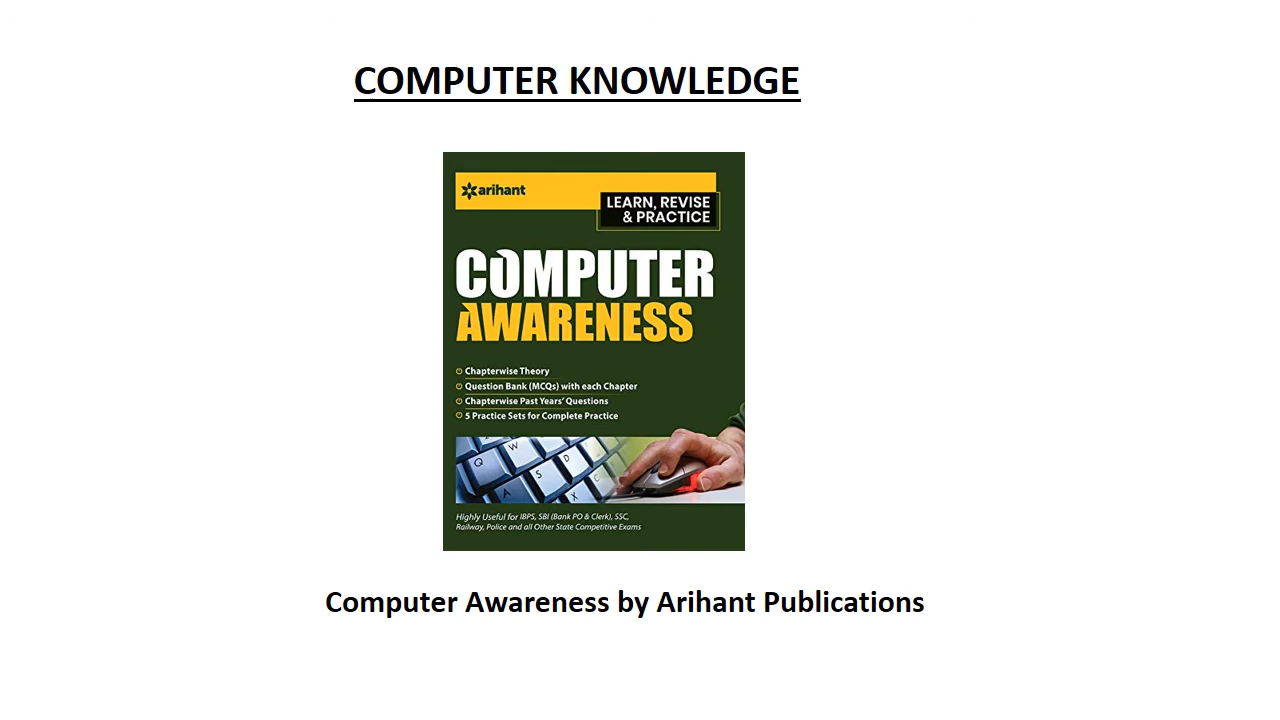 COMPUTER KNOWLEDGE
arihant
LEARN, REVISE
& PRACTICE
COMPUTER
AWARENESS
Chapterwise Theory
Question Bank (MCQs) with each Chapter
Chapterwise Past Years' Questions
5 Practice Sets for Complete Practice
Q W
A S D
X C
Highly Useful for IBPS, SBI (Bank PO & Clerk), SSC,
Railway, Police and all Other State Competitive Exams
Computer Awareness by Arihant Publications